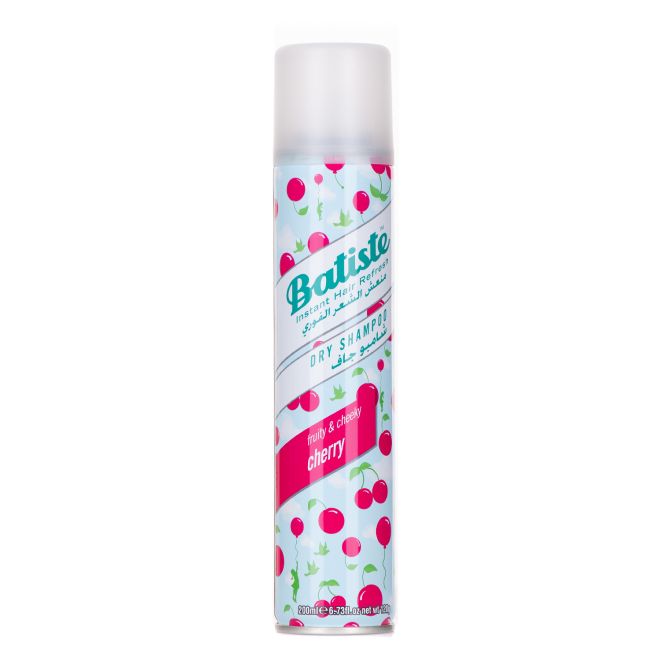 Batiste
Instant Hair Refresh
منعش الشعر الفوري
DRY SHAMPOO
شامبو جاف
fruity & cheeky
cherry
200ml e 6.73fl.oz net wt